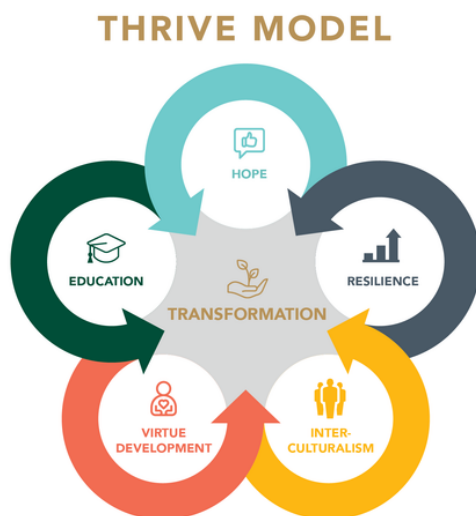 THRIVE MODEL
HOPE
EDUCATION
RESILIENCE
TRANSFORMATION
VIRTUE
DEVELOPMENT
INTER-
CULTURALISM